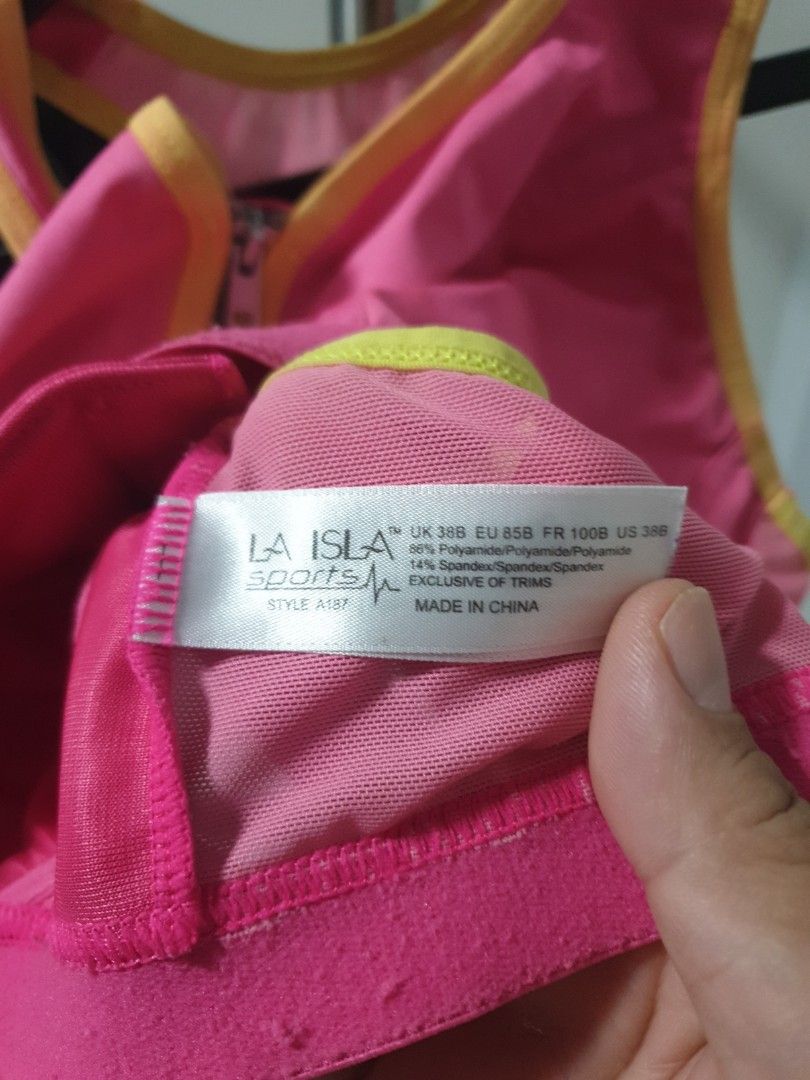 LA ISLA™
sports
STYLE A187
UK 38B EU 85B FR 100B US 38B
86% Polyamide/Polyamide/Polyamide
14% Spandex/Spandex/Spandex
EXCLUSIVE OF TRIMS
MADE IN CHINA